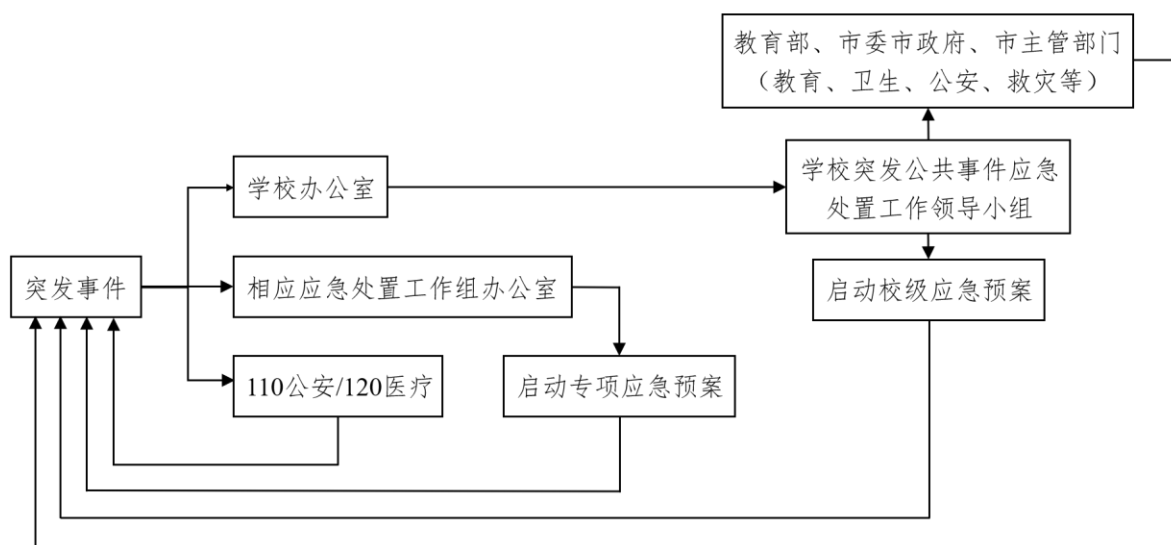 教育部、市委市政府、市主管部门
（教育、卫生、公安、救灾等）
学校办公室
学校突发公共事件应急
处置工作领导小组
突发事件
相应应急处置工作组办公室
启动校级应急预案
110公安/120医疗
启动专项应急预案